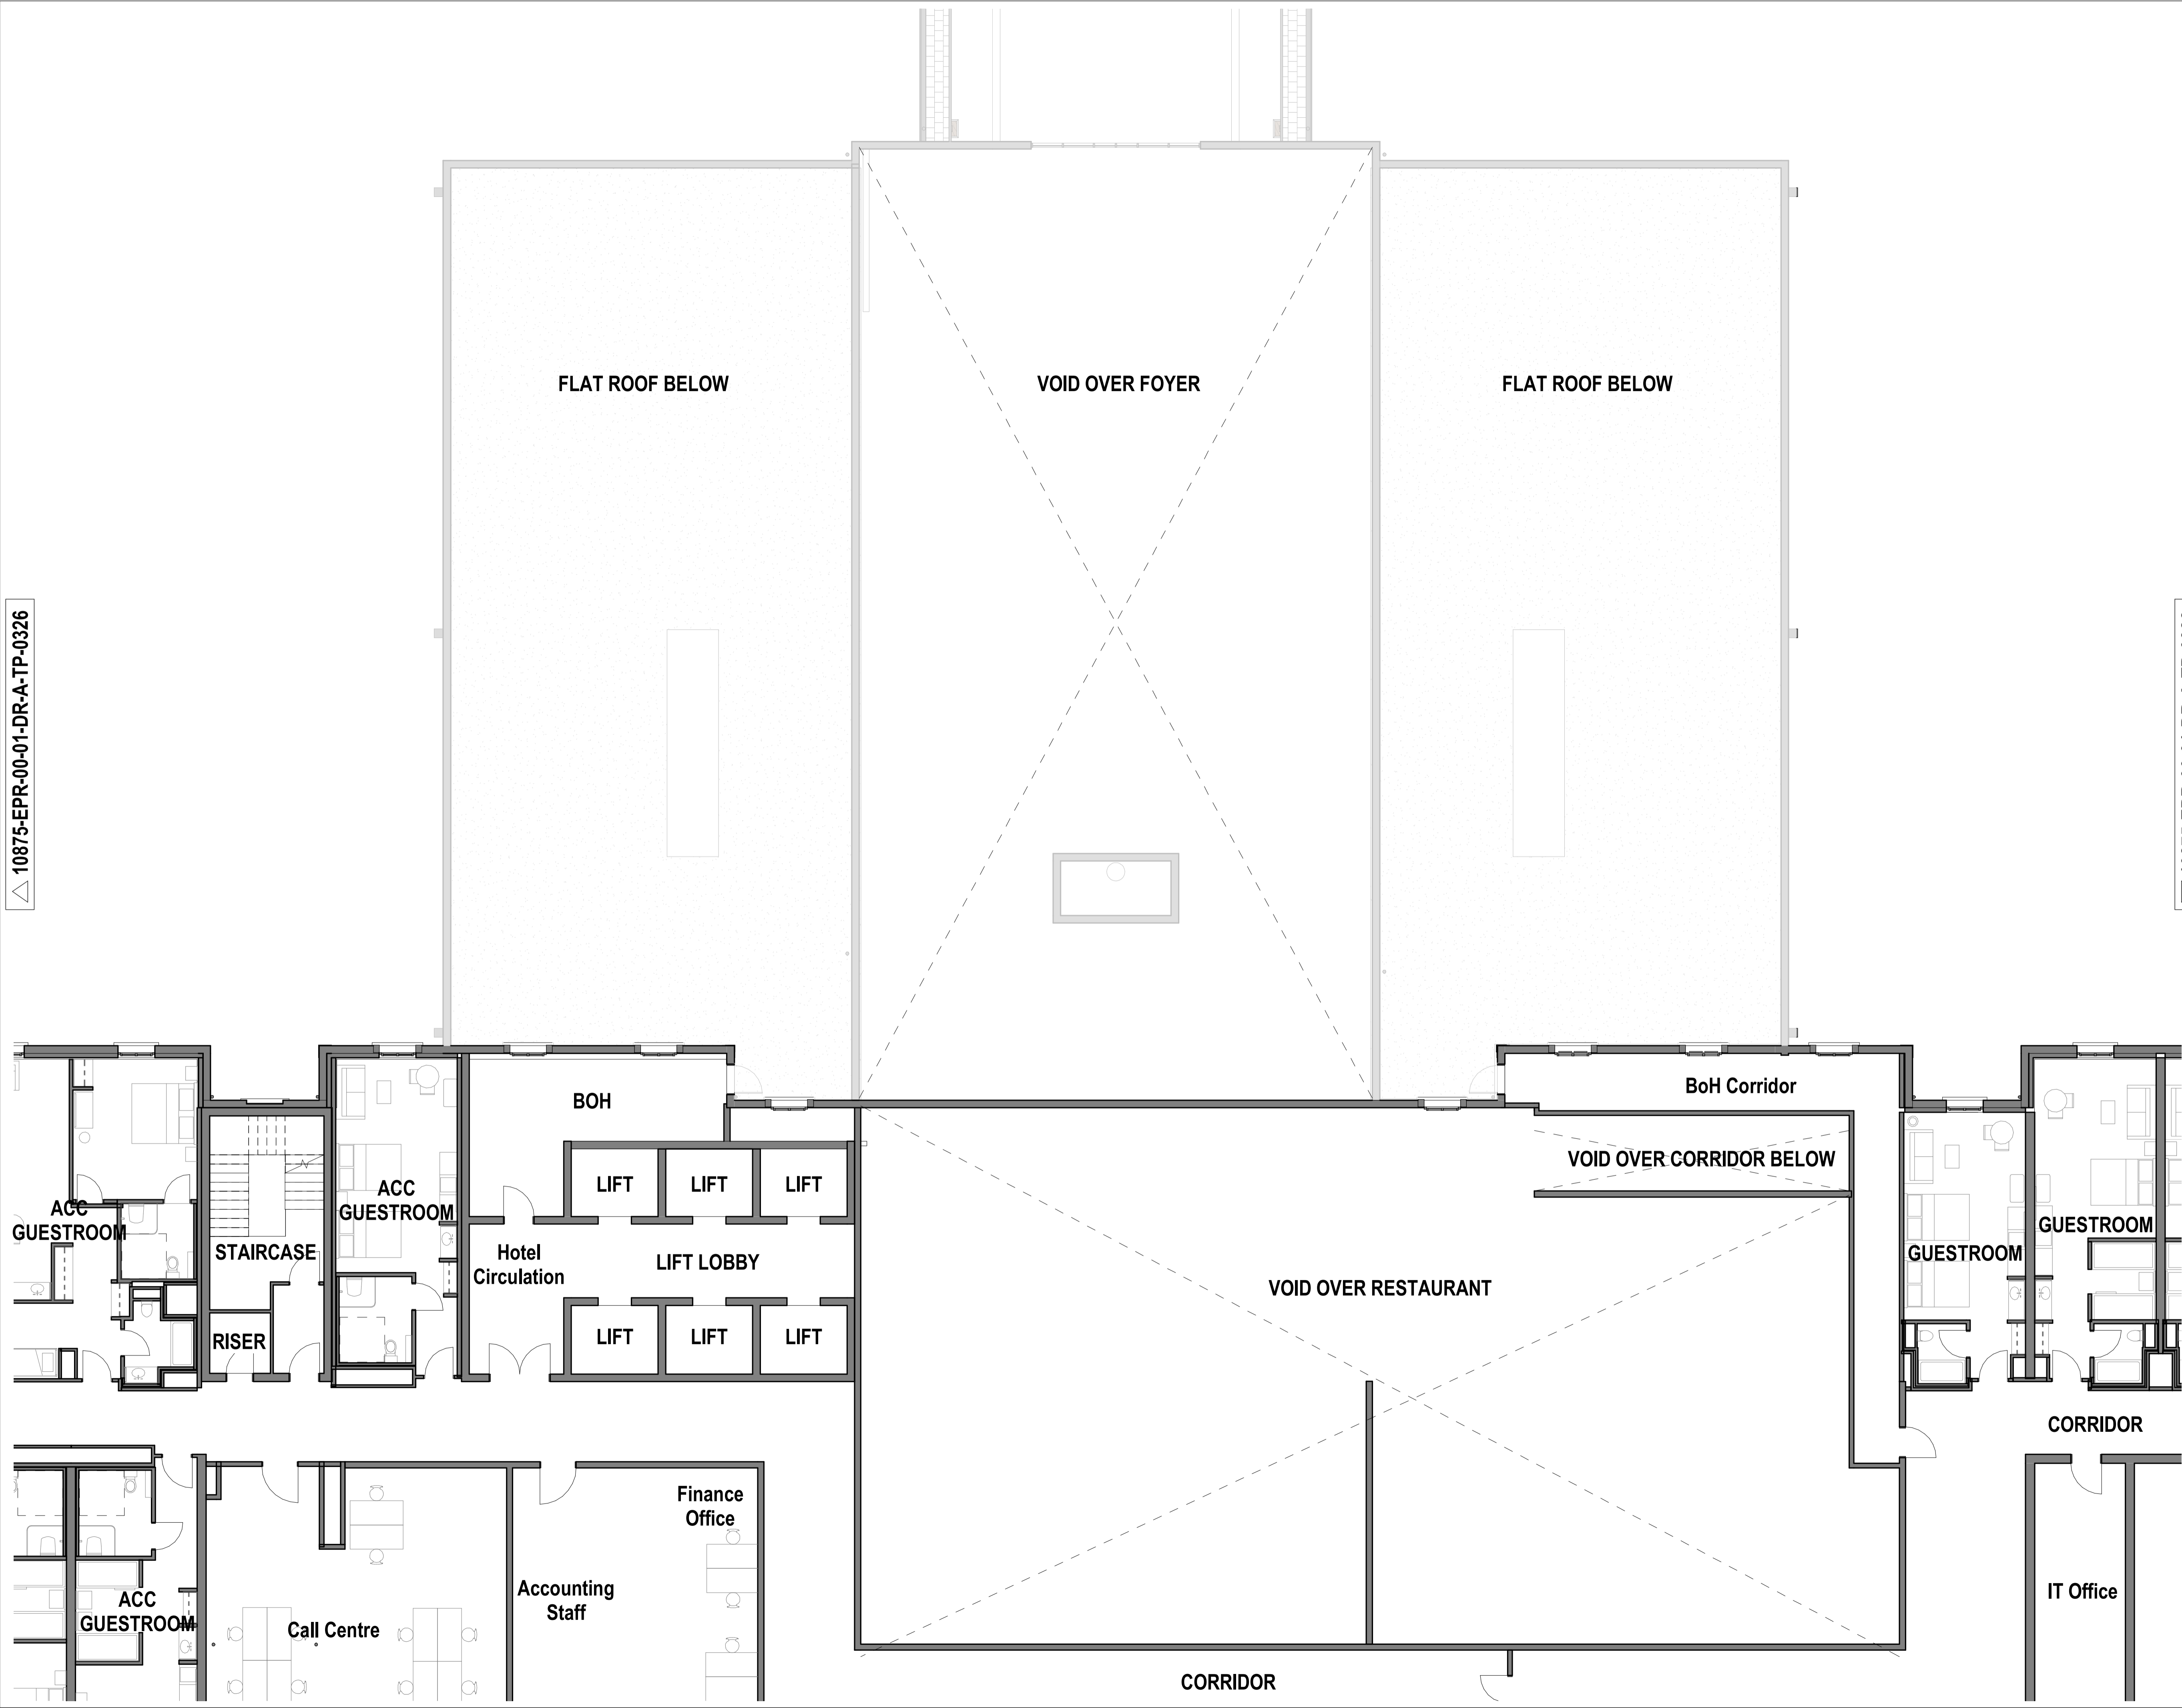 FLAT ROOF BELOW
VOID OVER FOYER
FLAT ROOF BELOW
10875-EPR-00-01-DR-A-TP-0326
BOH
BoH Corridor
VOID OVER CORRIDOR BELOW
LIFT
LIFT
LIFT
ACC
GUESTROOM
ACC
GUESTROOM
STAIRCASE
Hotel
Circulation
LIFT LOBBY
GUESTROOM
GUESTROOM
VOID OVER RESTAURANT
RISER
LIFT
LIFT
LIFT
CORRIDOR
Finance
Office
Accounting
Staff
ACC
GUESTROOM
Call Centre
IT Office
CORRIDOR